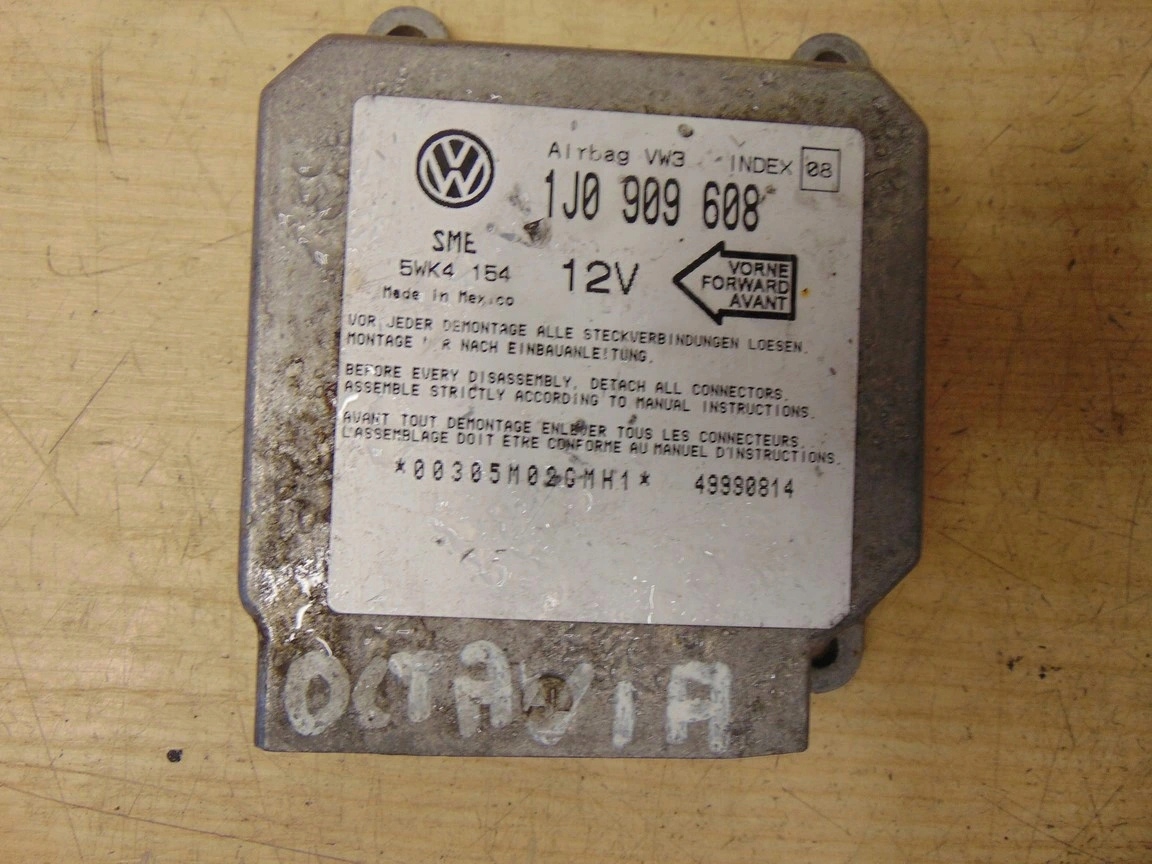 Airbag VW3 INDEX 08
1J0 909 608
SME
5WK4 154
12V
VORNE
FORWARD
AVANT
Made in Mexico
VOR JEDER DEMONTAGE ALLE STECKVERBINDUNGEN LOESEN.
MONTAGE NACH EINBAUANLEITUNG.
BEFORE EVERY DISASSEMBLY, DETACH ALL CONNECTORS.
ASSEMBLE STRICTLY ACCORDING TO MANUAL INSTRUCTIONS.
AVANT TOUT DEMONTAGE ENLEVER TOUS LES CONNECTEURS.
L'ASSEMBLAGE DOIT ETRE CONFORME AU MANUEL D'INSTRUCTIONS.
*00305M02GMH1* 49990814
OCTAVIA